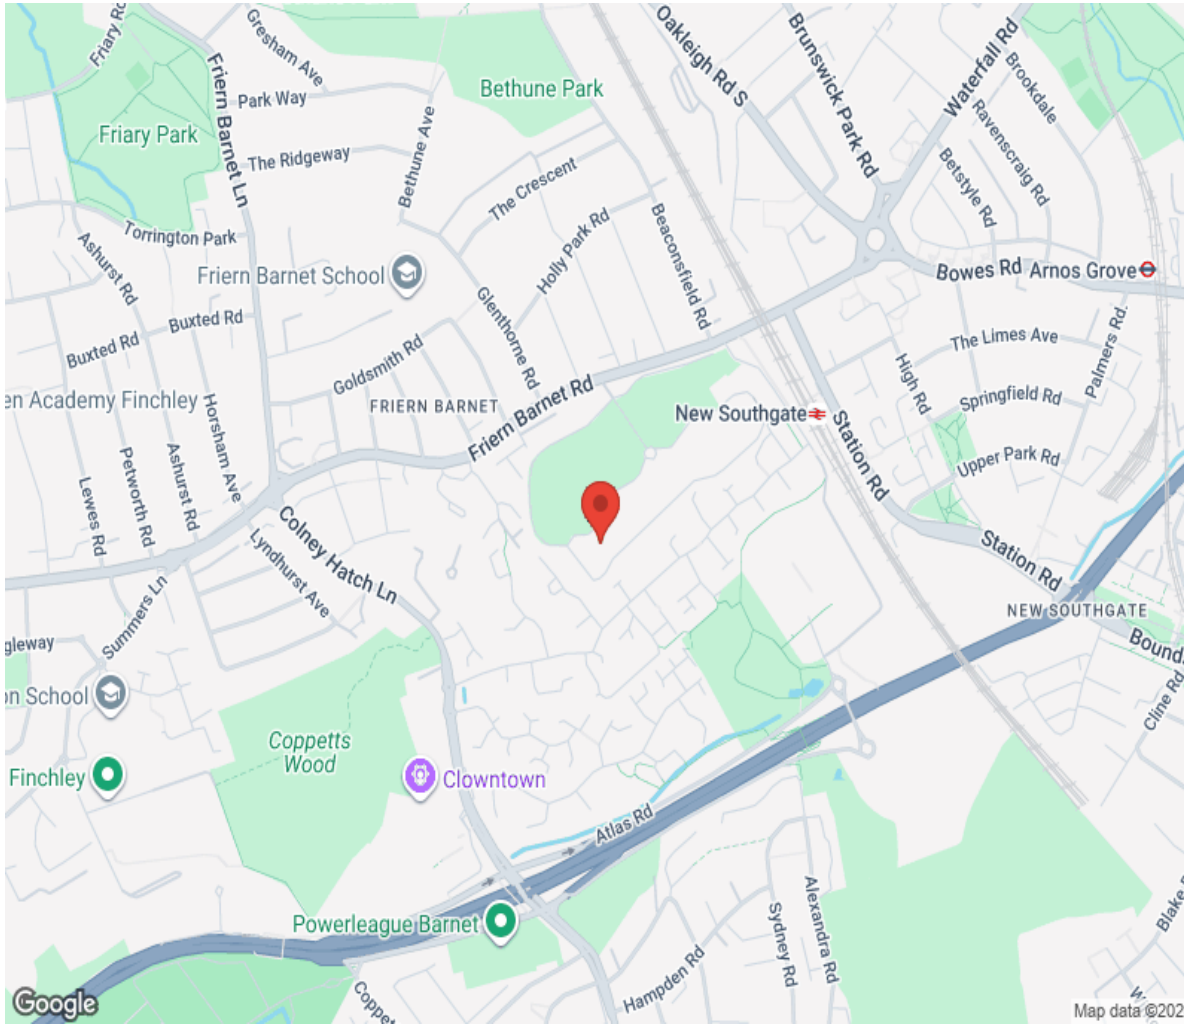 Friary Rd
Gresham Ave
Park Way
Friern Barnet Ln
Friary Park
The Ridgeway
Bethune Ave
Bethune Park
The Crescent
Holly Park Rd
Oakleigh Rd S
Brunswick Park Rd
Waterfall Rd
Brookdale
Ravenscraig Rd
Betstyle Rd
Torrington Park
Ashurst Rd
Friern Barnet School
Beaconsfield Rd
Bowes Rd
Arnos Grove
Buxted Rd
Buxted Rd
Glenthorne Rd
Goldsmith Rd
The Limes Ave
Palmers Rd.
High Rd
Springfield Rd
en Academy Finchley
Horsham Ave
FRIERN BARNET
Friern Barnet Rd
New Southgate
Station Rd
Upper Park Rd
Lewes Rd
Petworth Rd
Ashurst Rd
Colney Hatch Ln
Lyndhurst Ave
Station Rd
NEW SOUTHGATE
Summers Ln
gleway
Bounds
Cline Rd
on School
Coppetts
Wood
Finchley
Clowntown
Atlas Rd
Powerleague Barnet
Alexandra Rd
Sydney Rd
Hampden Rd
Blake
Coppe
Google
Map data ©202